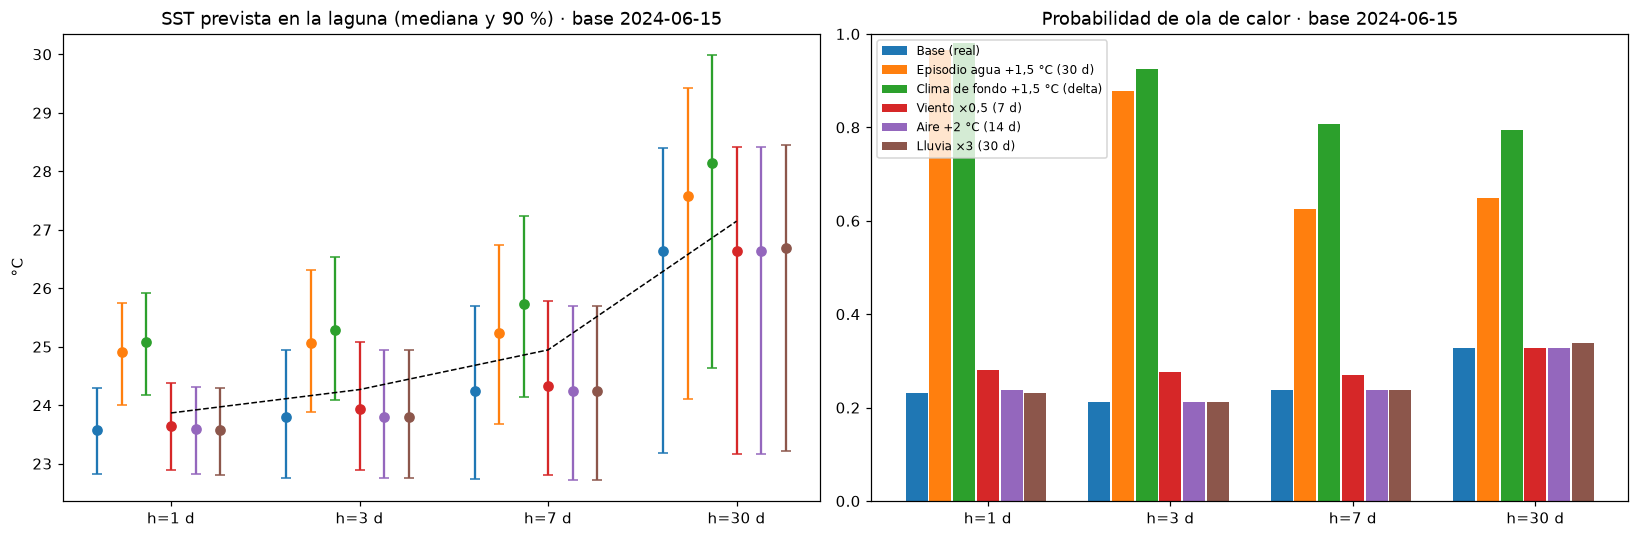 SST prevista en la laguna (mediana y 90 %) · base 2024-06-15
°C
30
29
28
27
26
25
24
23
h=1 d
h=3 d
h=7 d
h=30 d
Probabilidad de ola de calor · base 2024-06-15
1.0
0.8
0.6
0.4
0.2
0.0
Base (real)
Episodio agua +1,5 °C (30 d)
Clima de fondo +1,5 °C (delta)
Viento ×0,5 (7 d)
Aire +2 °C (14 d)
Lluvia ×3 (30 d)
h=1 d
h=3 d
h=7 d
h=30 d